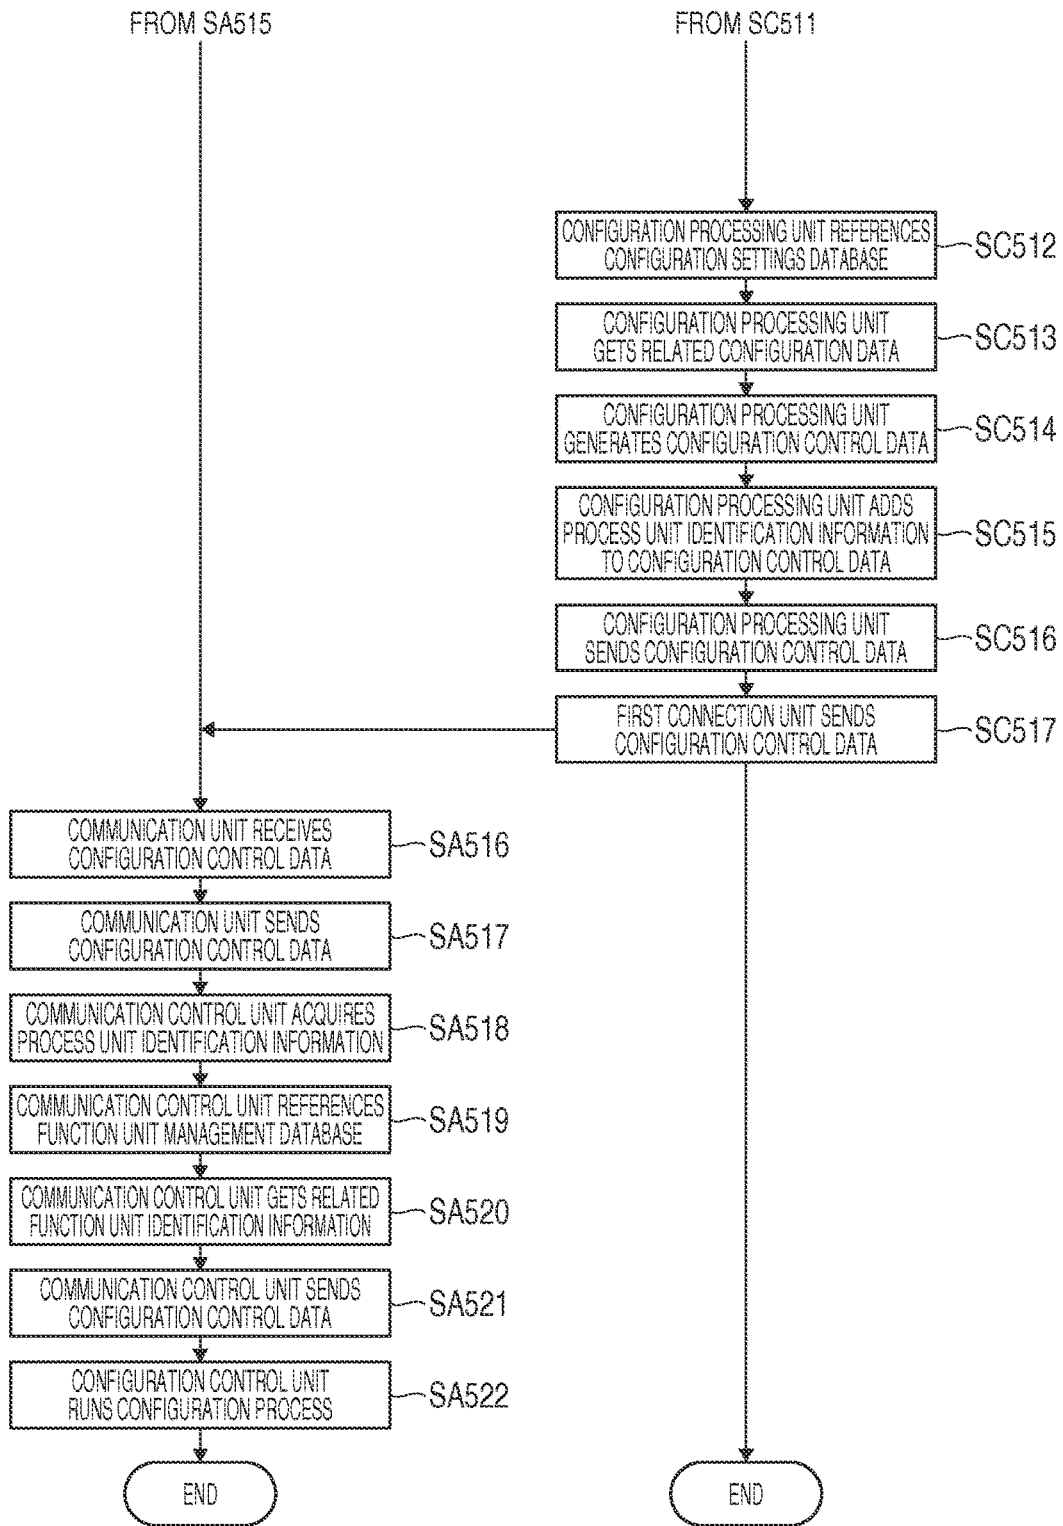 FROM SA515
FROM SC511
CONFIGURATION PROCESSING UNIT REFERENCES
CONFIGURATION SETTINGS DATABASE
SC512
CONFIGURATION PROCESSING UNIT
GETS RELATED CONFIGURATION DATA
SC513
CONFIGURATION PROCESSING UNIT
GENERATES CONFIGURATION CONTROL DATA
SC514
CONFIGURATION PROCESSING UNIT ADDS
PROCESS UNIT IDENTIFICATION INFORMATION
TO CONFIGURATION CONTROL DATA
SC515
CONFIGURATION PROCESSING UNIT
SENDS CONFIGURATION CONTROL DATA
SC516
FIRST CONNECTION UNIT SENDS
CONFIGURATION CONTROL DATA
SC517
COMMUNICATION UNIT RECEIVES
CONFIGURATION CONTROL DATA
SA516
COMMUNICATION UNIT SENDS
CONFIGURATION CONTROL DATA
SA517
COMMUNICATION CONTROL UNIT ACQUIRES
PROCESS UNIT IDENTIFICATION INFORMATION
SA518
COMMUNICATION CONTROL UNIT REFERENCES
FUNCTION UNIT MANAGEMENT DATABASE
SA519
COMMUNICATION CONTROL UNIT GETS RELATED
FUNCTION UNIT IDENTIFICATION INFORMATION
SA520
COMMUNICATION CONTROL UNIT SENDS
CONFIGURATION CONTROL DATA
SA521
CONFIGURATION CONTROL UNIT
RUNS CONFIGURATION PROCESS
SA522
END
END